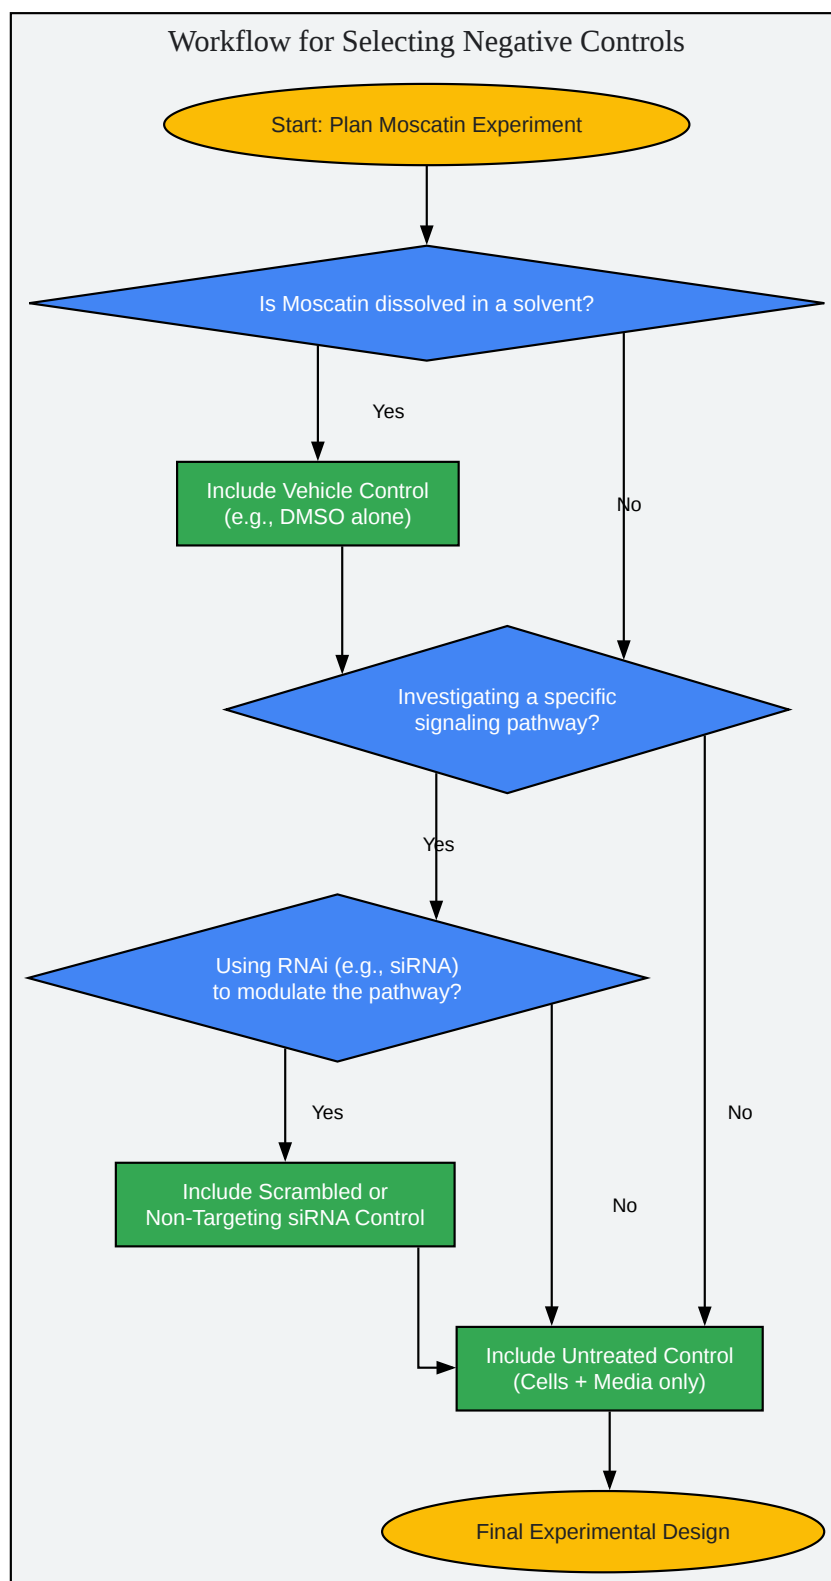 Workflow for Selecting Negative Controls
Start: Plan Moscatin Experiment
Is Moscatin dissolved in a solvent?
Yes
Include Vehicle Control
(e.g., DMSO alone)
No
Investigating a specific
signaling pathway?
Yes
Using RNAi (e.g., siRNA)
to modulate the pathway?
Yes
No
Include Scrambled or
Non-Targeting siRNA Control
No
Include Untreated Control
(Cells + Media only)
Final Experimental Design